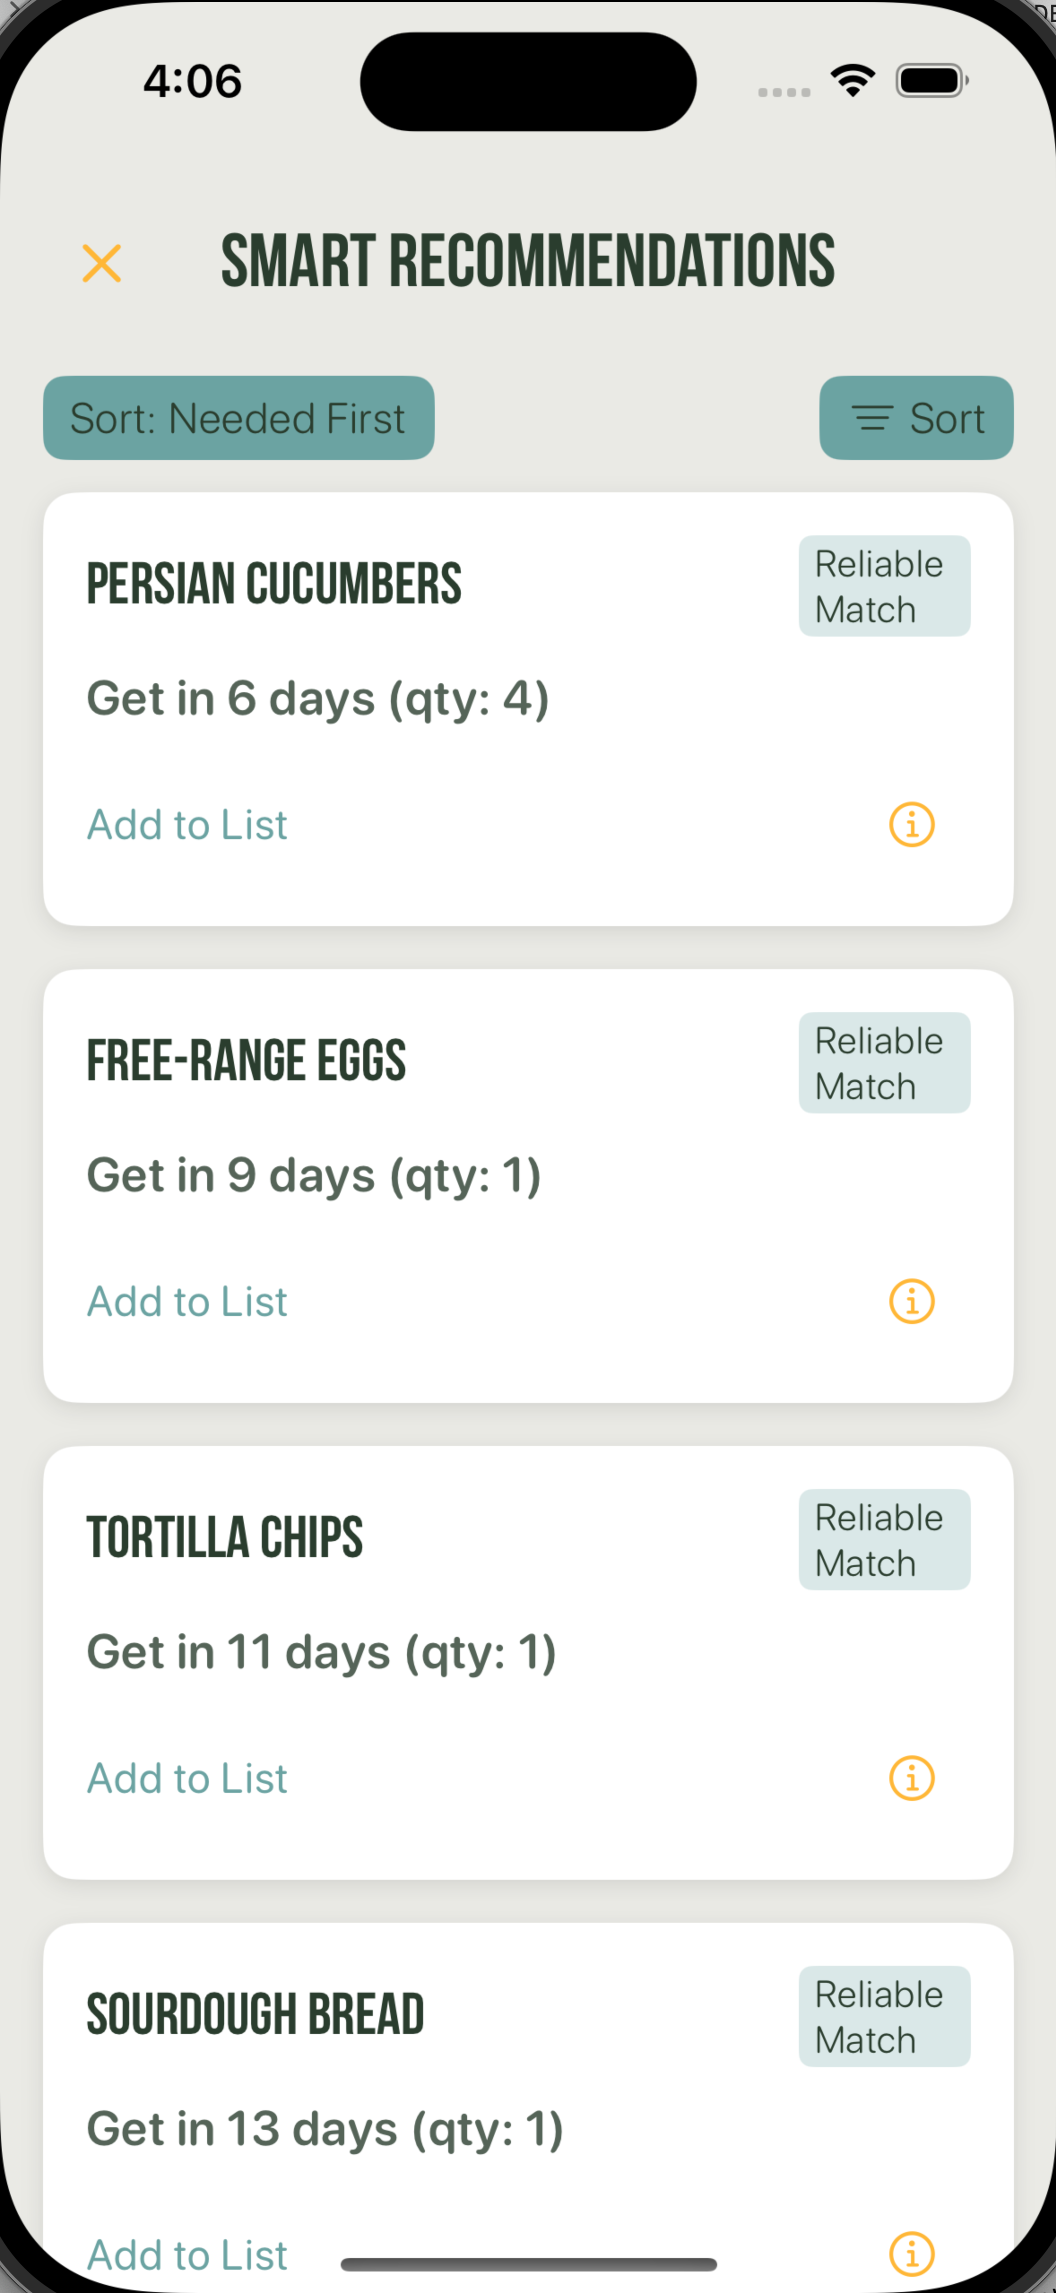 4:06
SMART RECOMMENDATIONS
Sort: Needed First
Sort
PERSIAN CUCUMBERS
Reliable
Match
Get in 6 days (qty: 4)
Add to List
FREE-RANGE EGGS
Reliable
Match
Get in 9 days (qty: 1)
Add to List
TORTILLA CHIPS
Reliable
Match
Get in 11 days (qty: 1)
Add to List
SOURDOUGH BREAD
Reliable
Match
Get in 13 days (qty: 1)
Add to List